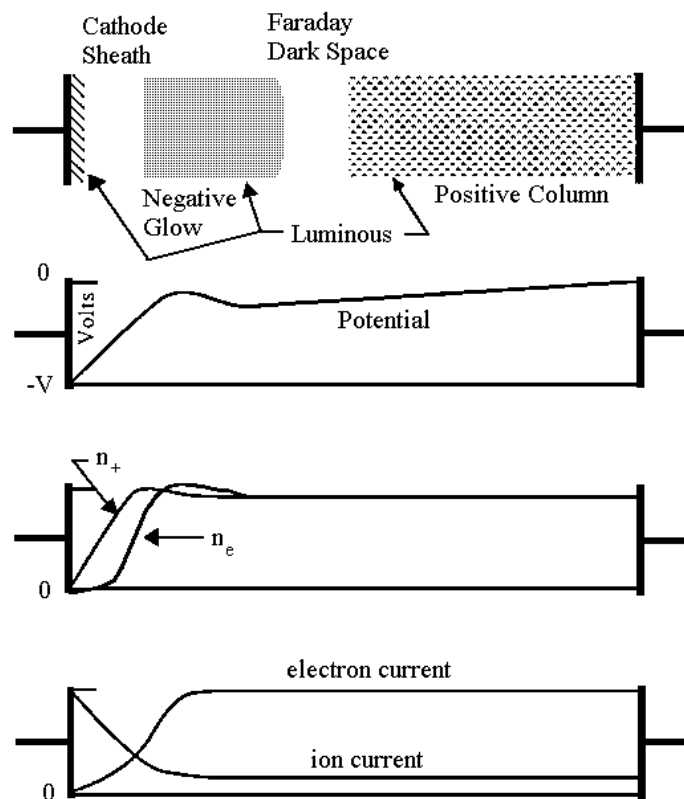 Cathode
Sheath
Faraday
Dark Space
Negative
Glow
Luminous
Positive Column
0
Volts
Potential
-V
n+
ne
0
electron current
ion current
0